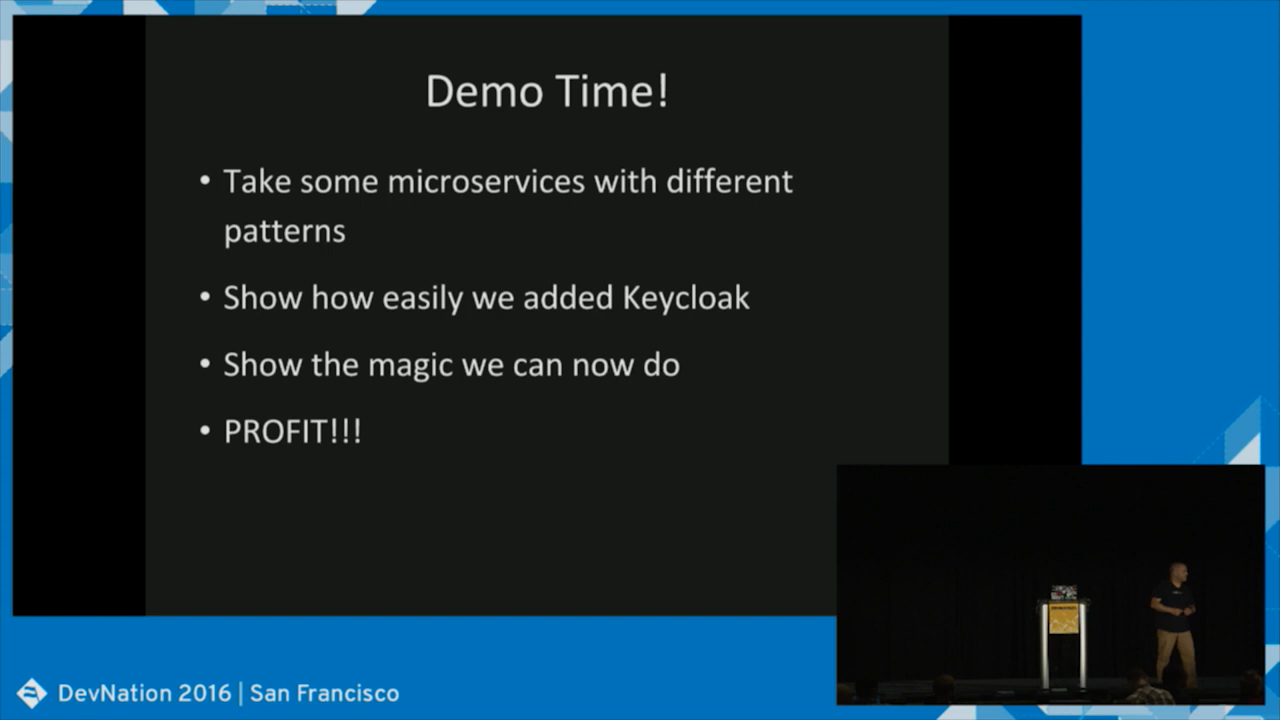 Demo Time!
• Take some microservices with different
patterns
• Show how easily we added Keycloak
• Show the magic we can now do
• PROFIT!!!
DevNation 2016 | San Francisco